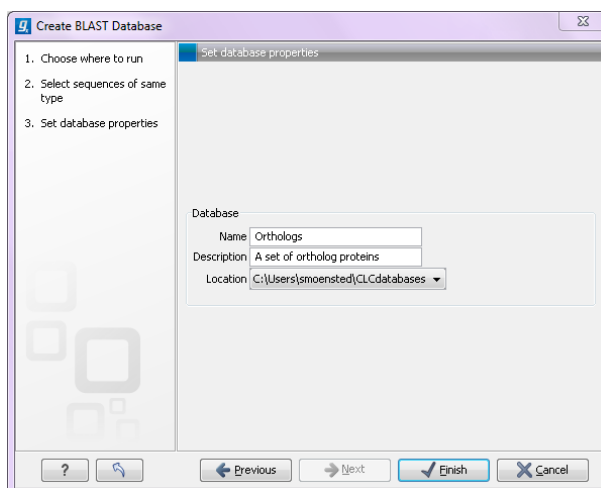 Create BLAST Database
1. Choose where to run
2. Select sequences of same
type
3. Set database properties
Set database properties
Database
Name Orthologs
Description A set of ortholog proteins
Location C:\Users\smoensted\CLCdatabases
? Previous Next Finish Cancel